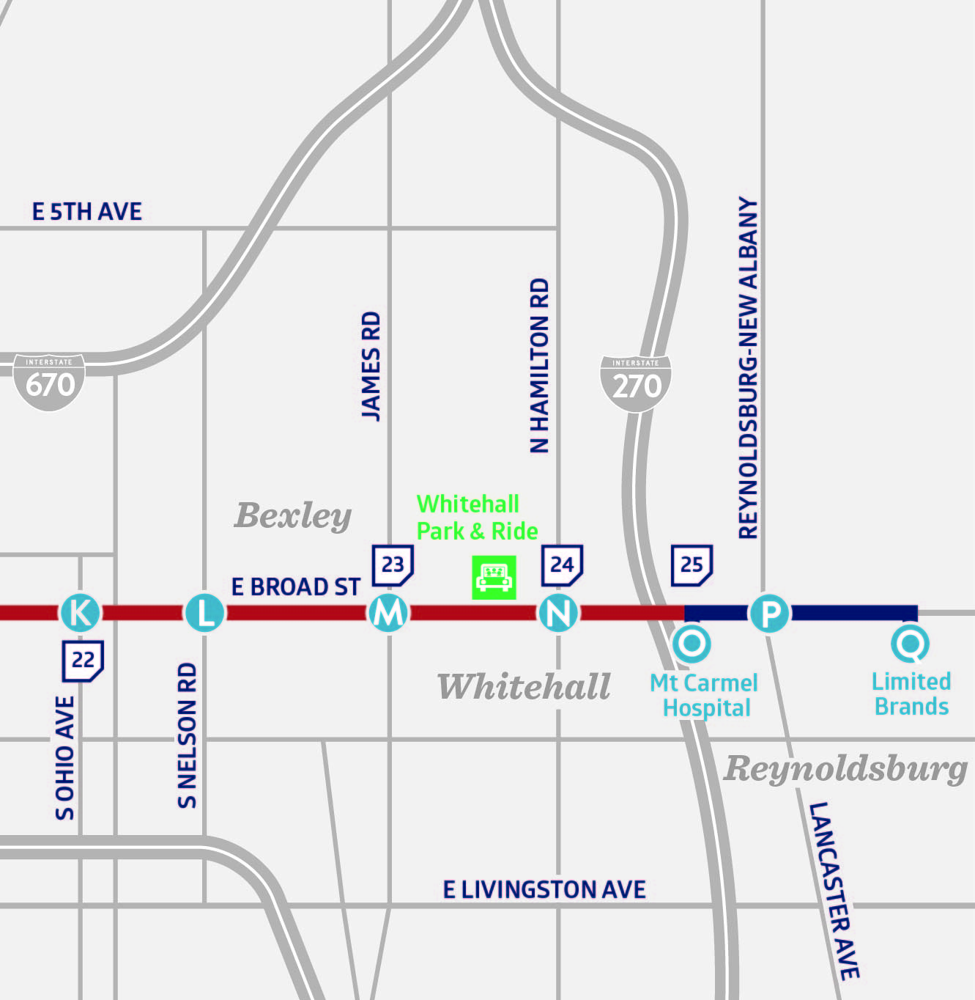 E 5TH AVE
REYNOLDSBURG-NEW ALBANY
N HAMILTON RD
JAMES RD
INTERSTATE
670
INTERSTATE
270
Bexley
Whitehall
Park & Ride
23
24
25
E BROAD ST
K
L
M
N
P
O
Q
22
Mt Carmel
Hospital
Limited
Brands
Whitehall
S OHIO AVE
S NELSON RD
Reynoldsburg
LANCASTER AVE
E LIVINGSTON AVE